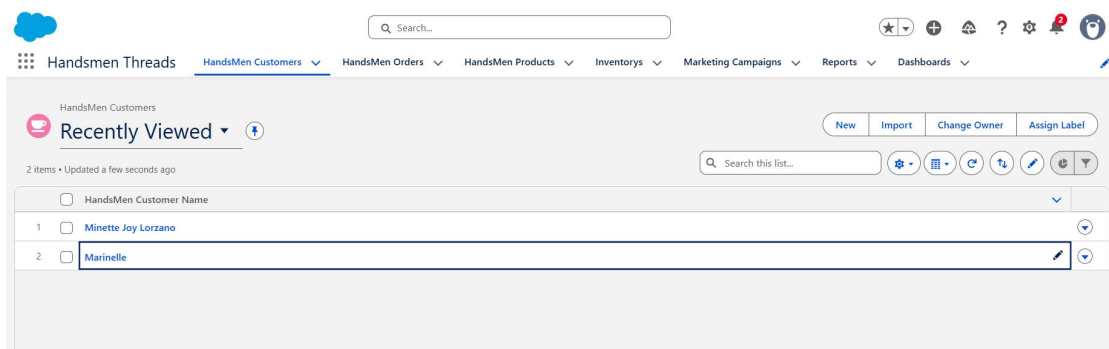 Search...
2
Handsmen Threads HandsMen Customers HandsMen Orders HandsMen Products Inventorys Marketing Campaigns Reports Dashboards
HandsMen Customers
Recently Viewed
New Import Change Owner Assign Label
2 items • Updated a few seconds ago
Search this list...
HandsMen Customer Name
1 Minette Joy Lorzano
2 Marinelle